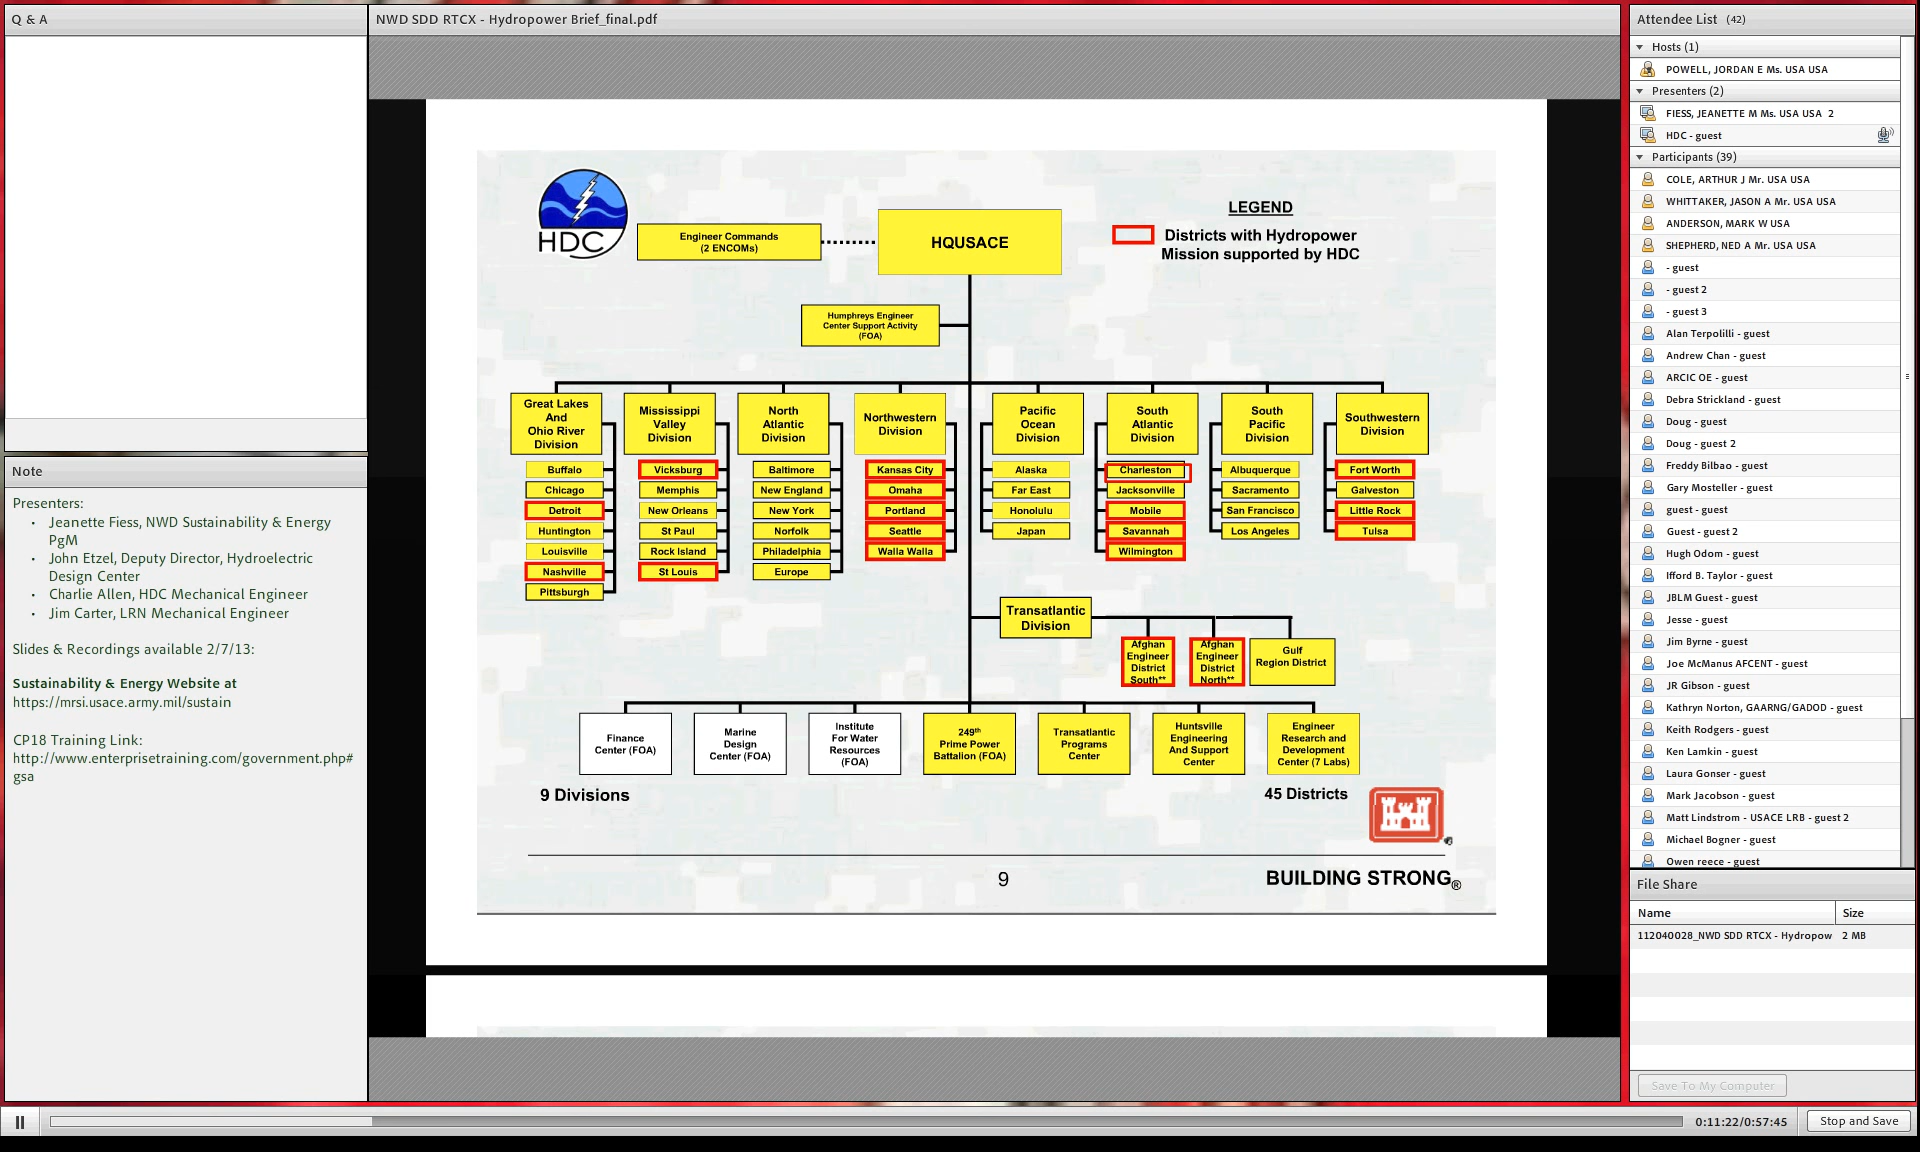 Q & A
NWD SDD RTCX - Hydropower Brief_final.pdf
Attendee List (42)
Hosts (1)
POWELL, JORDAN E Ms. USA USA
Presenters (2)
FIESS, JEANETTE M Ms. USA USA 2
HDC - guest
Participants (39)
COLE, ARTHUR J Mr. USA USA
WHITTAKER, JASON A Mr. USA USA
ANDERSON, MARK W USA
SHEPHERD, NED A Mr. USA USA
- guest
- guest 2
- guest 3
Alan Terpolilli - guest
Andrew Chan - guest
ARCIC OE - guest
Debra Strickland - guest
Doug - guest
Doug - guest 2
Freddy Bilbao - guest
Gary Mosteller - guest
guest - guest
Guest - guest 2
Hugh Odom - guest
Ifford B. Taylor - guest
JBLM Guest - guest
Jesse - guest
Jim Byrne - guest
Joe McManus AFCENT - guest
JR Gibson - guest
Kathryn Norton, GAARNG/GADOD - guest
Keith Rodgers - guest
Ken Lamkin - guest
Laura Gonser - guest
Mark Jacobson - guest
Matt Lindstrom - USACE LRB - guest 2
Michael Bogner - guest
Owen reece - guest
File Share
Name Size
112040028_NWD SDD RTCX - Hydropow 2 MB
Save To My Computer
Note
Presenters:
• Jeanette Fiess, NWD Sustainability & Energy
PgM
• John Etzel, Deputy Director, Hydroelectric
Design Center
• Charlie Allen, HDC Mechanical Engineer
• Jim Carter, LRN Mechanical Engineer
Slides & Recordings available 2/7/13:
Sustainability & Energy Website at
https://mrsi.usace.army.mil/sustain
CP18 Training Link:
http://www.enterprisetraining.com/government.php#
gsa
HDC
Engineer Commands
(2 ENCOMs)
HQUSACE
LEGEND
Districts with Hydropower
Mission supported by HDC
Humphreys Engineer
Center Support Activity
(FOA)
Great Lakes
And
Ohio River
Division
Buffalo
Chicago
Detroit
Huntington
Louisville
Nashville
Pittsburgh
Mississippi
Valley
Division
Vicksburg
Memphis
New Orleans
St Paul
Rock Island
St Louis
North
Atlantic
Division
Baltimore
New England
New York
Norfolk
Philadelphia
Europe
Northwestern
Division
Kansas City
Omaha
Portland
Seattle
Walla Walla
Pacific
Ocean
Division
Alaska
Far East
Honolulu
Japan
South
Atlantic
Division
Charleston
Jacksonville
Mobile
Savannah
Wilmington
South
Pacific
Division
Albuquerque
Sacramento
San Francisco
Los Angeles
Southwestern
Division
Fort Worth
Galveston
Little Rock
Tulsa
Transatlantic
Division
Afghan
Engineer
District
South**
Afghan
Engineer
District
North**
Gulf
Region District
Finance
Center (FOA)
Marine
Design
Center (FOA)
Institute
For Water
Resources
(FOA)
249th
Prime Power
Battalion (FOA)
Transatlantic
Programs
Center
Huntsville
Engineering
And Support
Center
Engineer
Research and
Development
Center (7 Labs)
9 Divisions
45 Districts
9
BUILDING STRONG®
0:11:22/0:57:45
Stop and Save